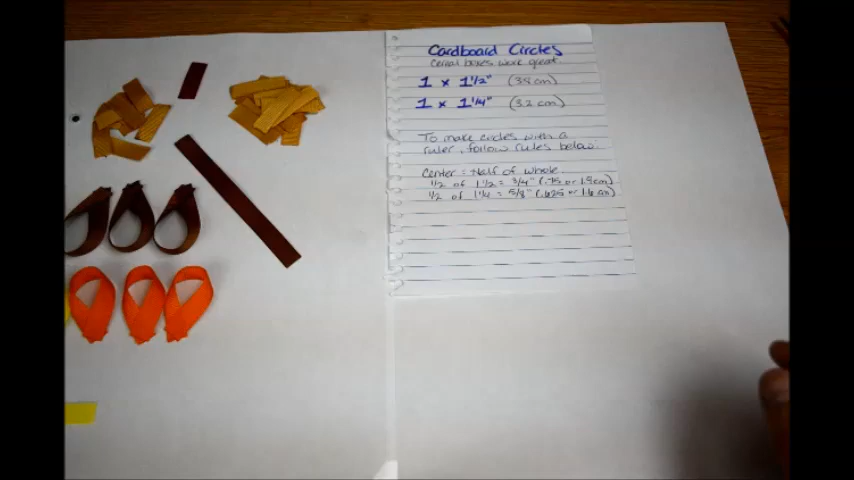 Cardboard Circles
Cereal boxes work great.
1 x 1 1/2" (3.8 cm)
1 x 1 1/4" (3.2 cm)
To make circles with a
ruler, follow rules below:
Center = Half of whole.
1/2 of 1 1/2 = 3/4" (.75 or 1.9cm)
1/2 of 1 1/4 = 5/8" (.625 or 1.6 cm)